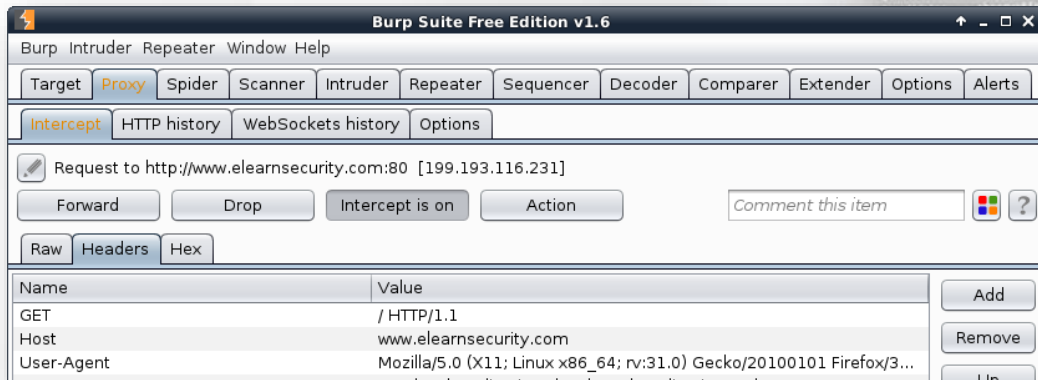 Burp Suite Free Edition v1.6
Burp Intruder Repeater Window Help
Target Proxy Spider Scanner Intruder Repeater Sequencer Decoder Comparer Extender Options Alerts
Intercept HTTP history WebSockets history Options
Request to http://www.elearnsecurity.com:80 [199.193.116.231]
Forward Drop Intercept is on Action Comment this item ?
Raw Headers Hex
Name Value Add
GET / HTTP/1.1
Host www.elearnsecurity.com Remove
User-Agent Mozilla/5.0 (X11; Linux x86_64; rv:31.0) Gecko/20100101 Firefox/3...
Up